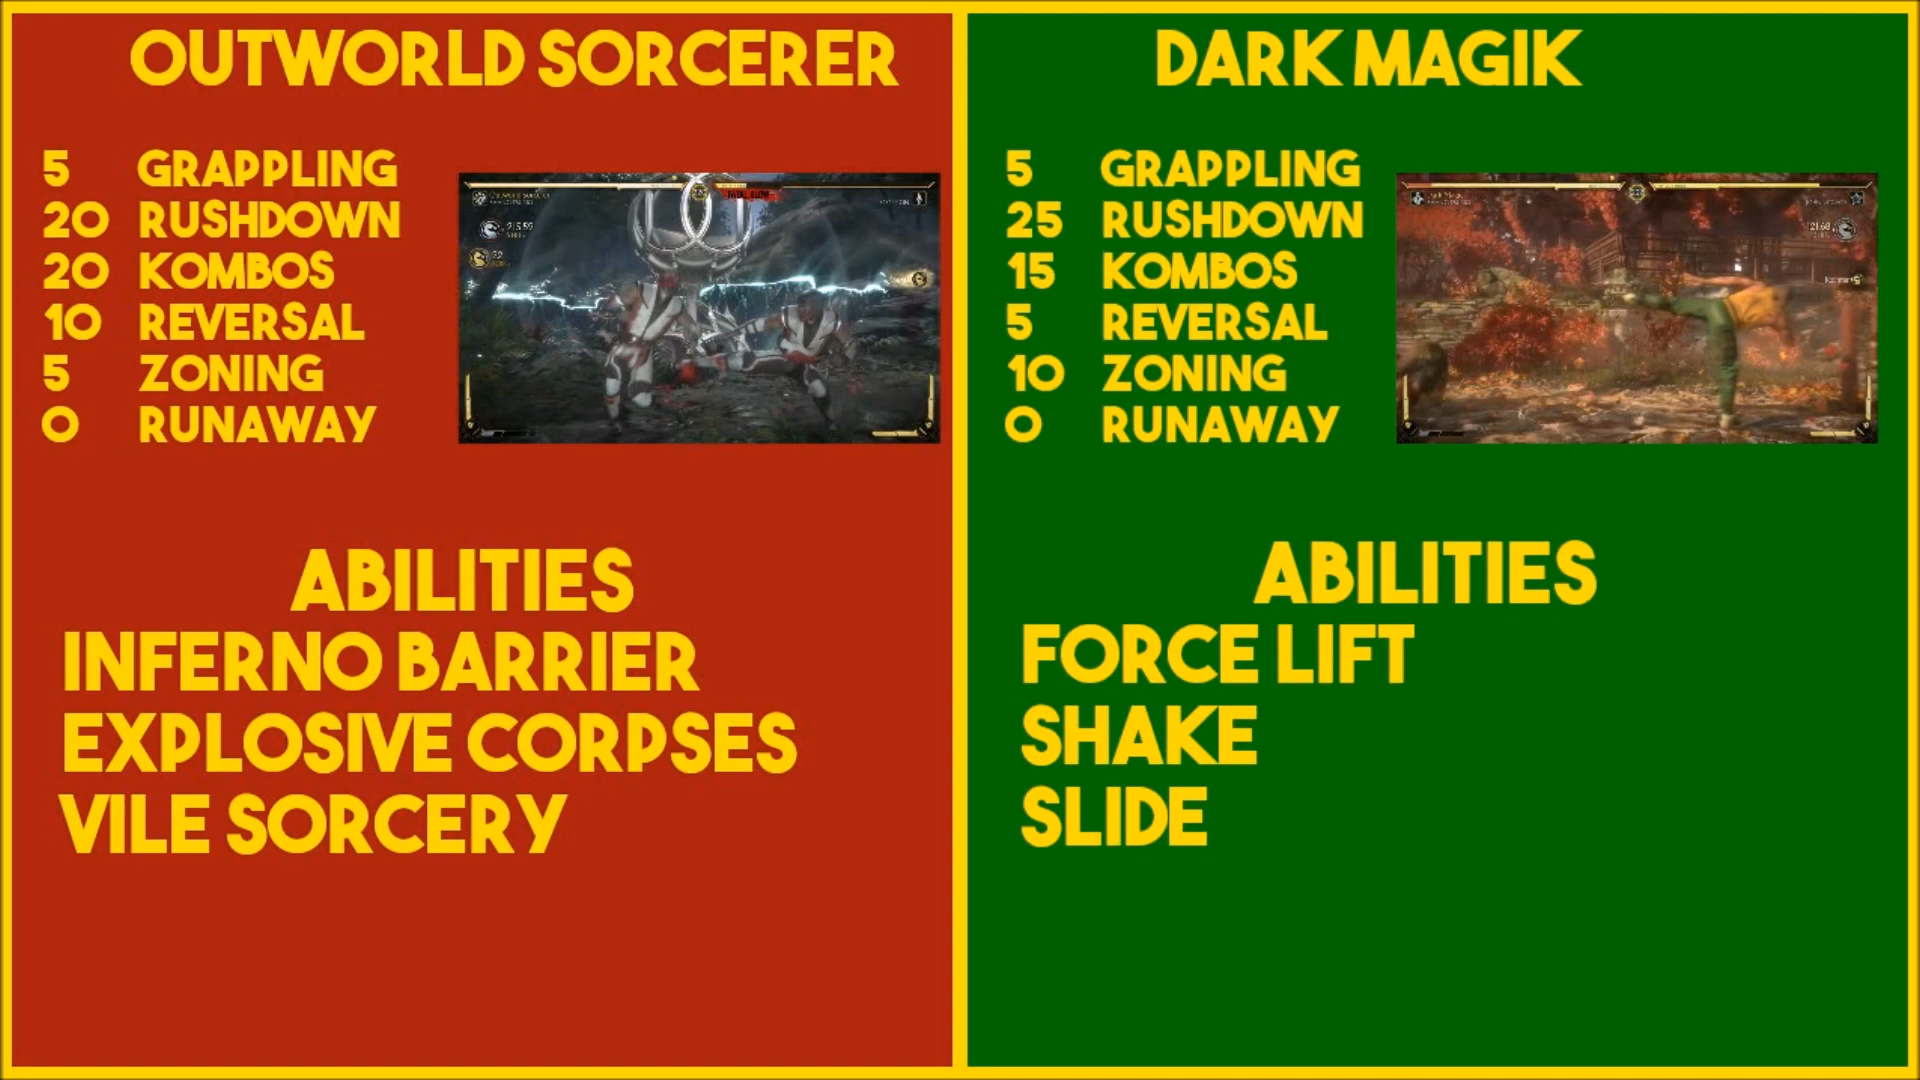 OUTWORLD SORCERER
5 GRAPPLING
20 RUSHDOWN
20 KOMBOS
10 REVERSAL
5 ZONING
0 RUNAWAY
FATAL BLOW
ABILITIES
INFERNO BARRIER
EXPLOSIVE CORPSES
VILE SORCERY
DARK MAGIK
5 GRAPPLING
25 RUSHDOWN
15 KOMBOS
5 REVERSAL
10 ZONING
0 RUNAWAY
ABILITIES
FORCE LIFT
SHAKE
SLIDE